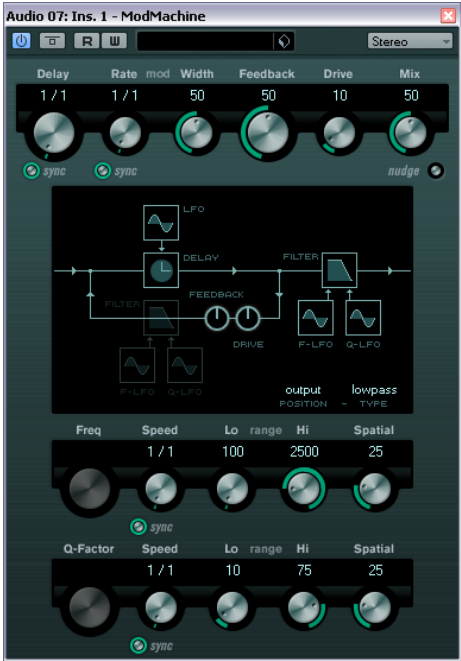 Audio 07: Ins. 1 - ModMachine
R W Stereo
Delay Rate mod Width Feedback Drive Mix
1 / 1 1 / 1 50 50 10 50
sync sync nudge
LFO
DELAY FILTER
FEEDBACK
FILTER
DRIVE F-LFO Q-LFO
F-LFO Q-LFO
output lowpass
POSITION - TYPE
Freq Speed Lo range Hi Spatial
1 / 1 100 2500 25
sync
Q-Factor Speed Lo range Hi Spatial
1 / 1 10 75 25
sync